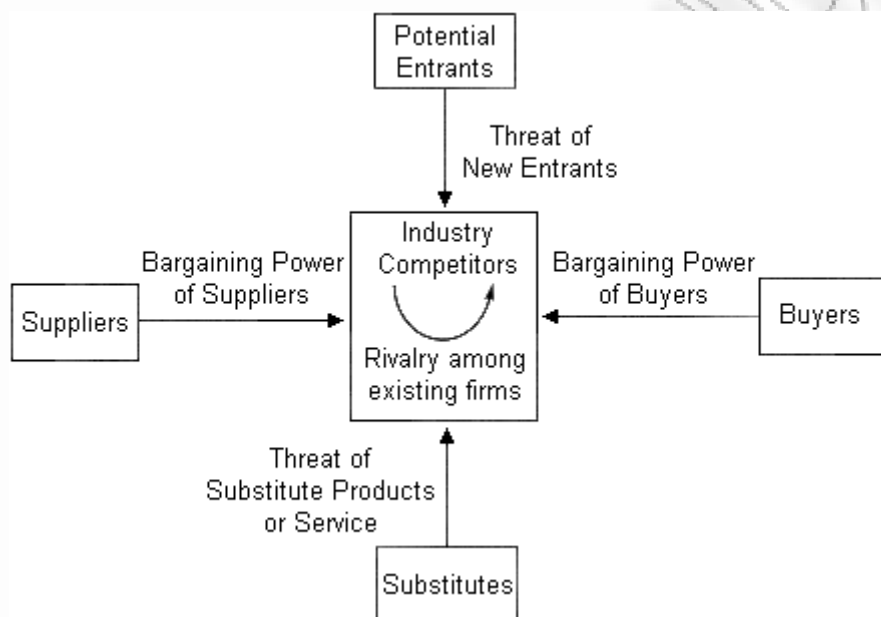 Potential
Entrants
Threat of
New Entrants
Industry
Competitors
Bargaining Power
of Suppliers
Bargaining Power
of Buyers
Suppliers
Buyers
Rivalry among
existing firms
Threat of
Substitute Products
or Service
Substitutes